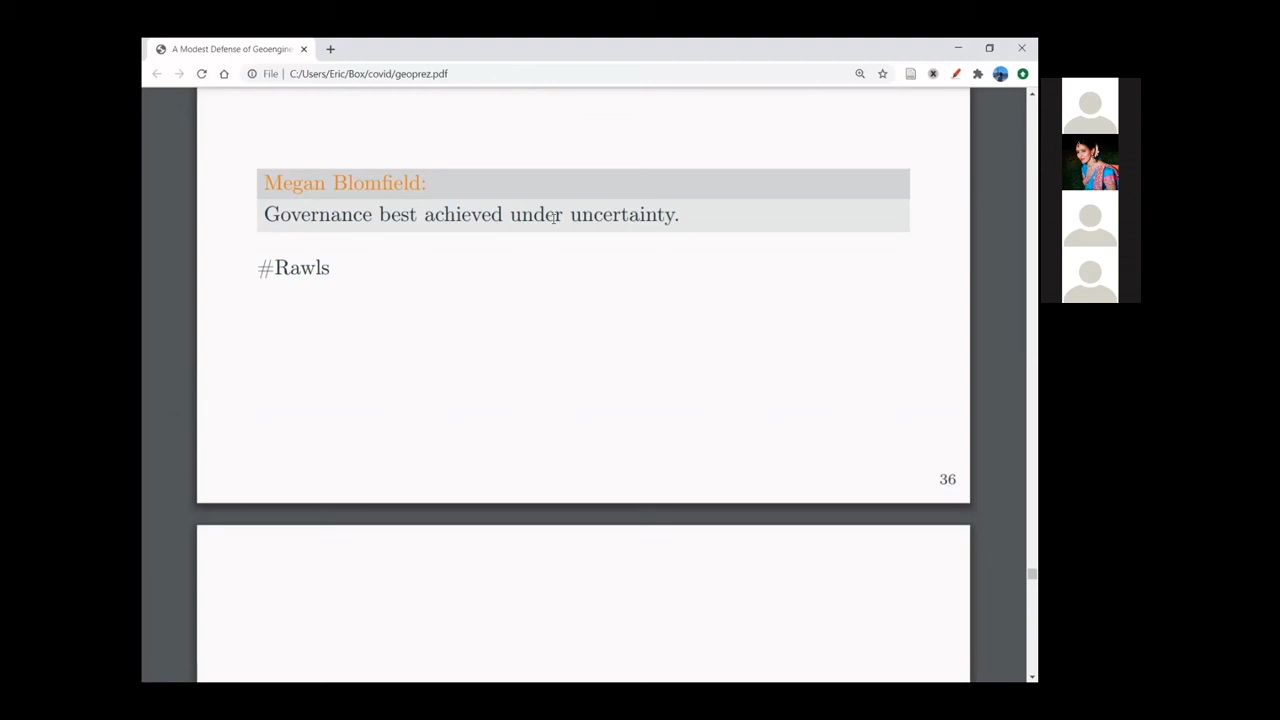 A Modest Defense of Geoengine
File
C:/Users/Eric/Box/covid/geoprez.pdf
Megan Blomfield:
Governance best achieved under uncertainty.
#Rawls
36